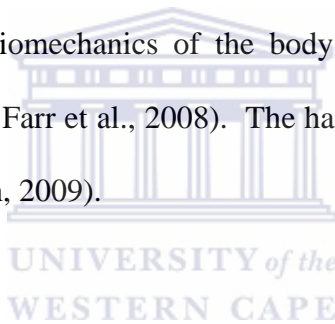 iomechanics of the body
Farr et al., 2008). The ha
, 2009).
UNIVERSITY of the
WESTERN CAPE